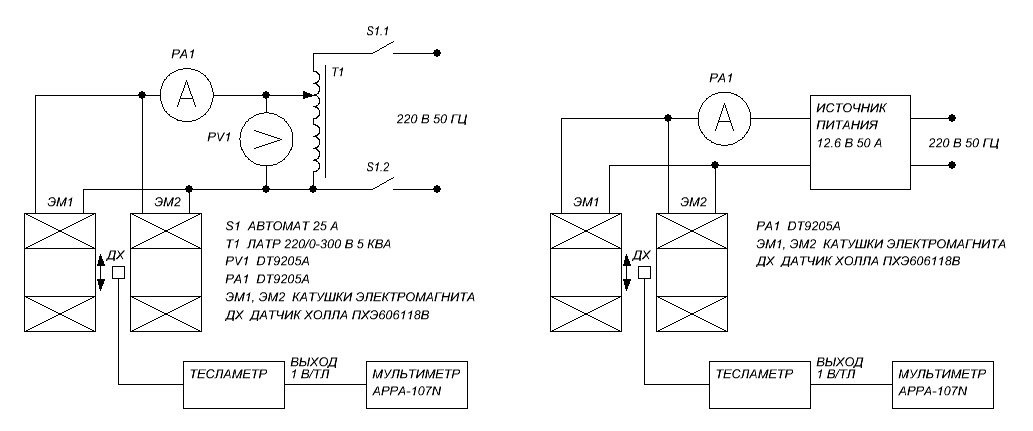 S1.1
PA1
T1
A
PV1
V
220 В 50 ГЦ
S1.2
ЭМ1
ЭМ2
ДХ
S1 АВТОМАТ 25 А
T1 ЛАТР 220/0-300 В 5 КВА
PV1 DT9205A
PA1 DT9205A
ЭМ1, ЭМ2 КАТУШКИ ЭЛЕКТРОМАГНИТА
ДХ ДАТЧИК ХОЛЛА ПХЭ606118В
ТЕСЛАМЕТР
ВЫХОД
1 В/ТЛ
МУЛЬТИМЕТР
APPA-107N
PA1
A
ИСТОЧНИК
ПИТАНИЯ
12.6 В 50 А
220 В 50 ГЦ
ЭМ1
ЭМ2
ДХ
PA1 DT9205A
ЭМ1, ЭМ2 КАТУШКИ ЭЛЕКТРОМАГНИТА
ДХ ДАТЧИК ХОЛЛА ПХЭ606118В
ТЕСЛАМЕТР
ВЫХОД
1 В/ТЛ
МУЛЬТИМЕТР
APPA-107N